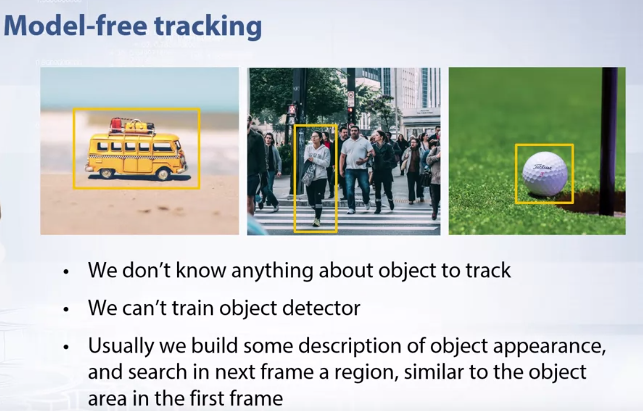 Model-free tracking
Titleist
• We don't know anything about object to track
• We can't train object detector
• Usually we build some description of object appearance,
and search in next frame a region, similar to the object
area in the first frame